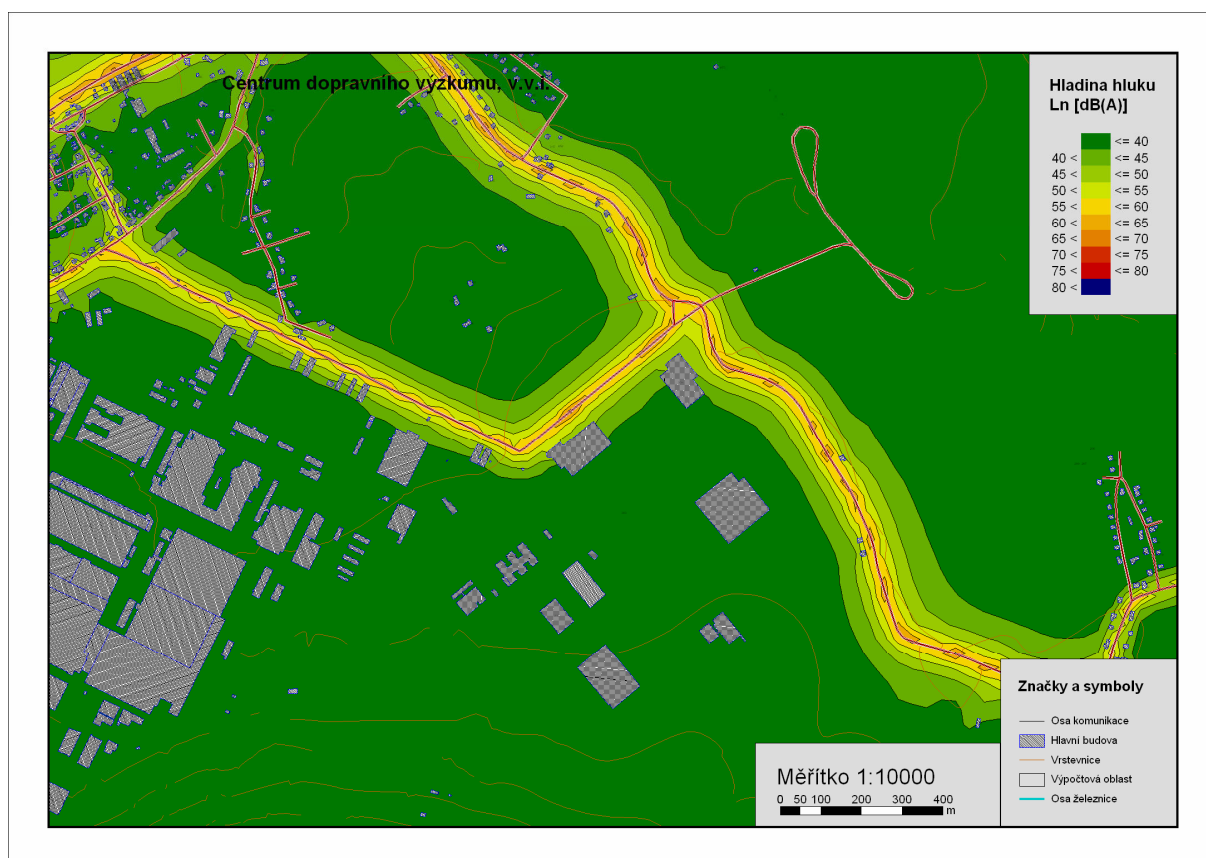 Centrum dopravního výzkumu, v.v.i.
Hladina hluku
Ln [dB(A)]
<= 40
40 < <= 45
45 < <= 50
50 < <= 55
55 < <= 60
60 < <= 65
65 < <= 70
70 < <= 75
75 < <= 80
80 <
Značky a symboly
Osa komunikace
Hlavní budova
Vrstevnice
Výpočtová oblast
Osa železnice
Měřítko 1:10000
0 50 100 200 300 400
m